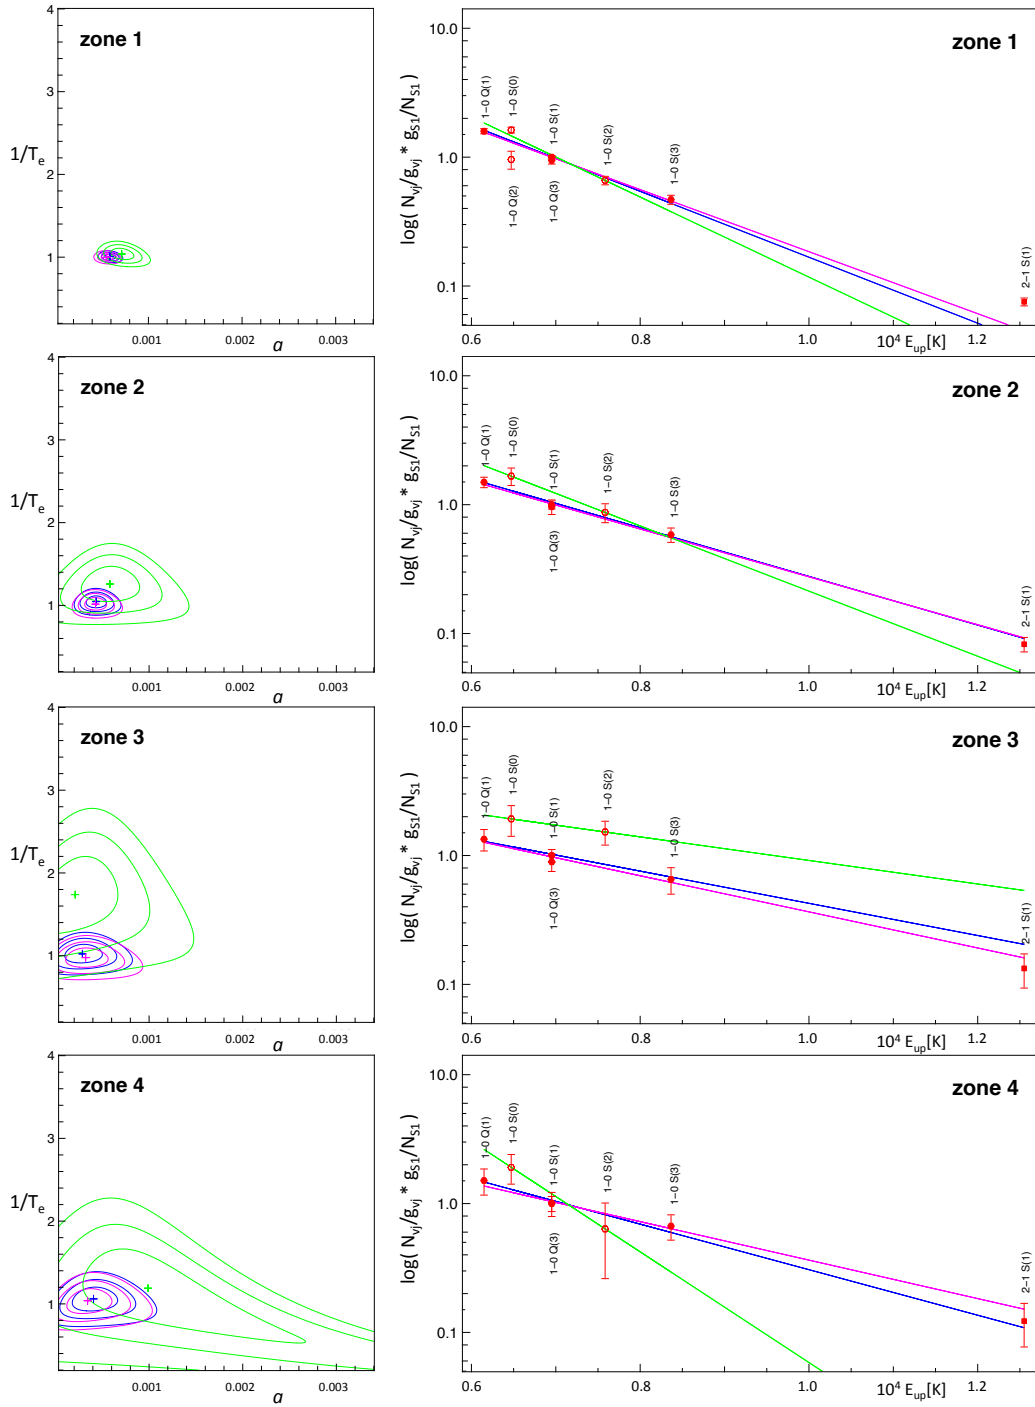 zone 1
4
3
2
1
1/Te
0.001
0.002
0.003
a
zone 1
10.0
1.0
0.1
log( Nvj/gvj * gS1/NS1 )
1−0 Q(1)
1−0 S(0)
1−0 Q(2)
1−0 S(1)
1−0 Q(3)
1−0 S(2)
1−0 S(3)
2−1 S(1)
0.6
0.8
1.0
10⁴ Eup[K]
1.2
zone 2
4
3
2
1
1/Te
0.001
0.002
0.003
a
zone 2
10.0
1.0
0.1
log( Nvj/gvj * gS1/NS1 )
1−0 Q(1)
1−0 S(0)
1−0 S(1)
1−0 Q(3)
1−0 S(2)
1−0 S(3)
2−1 S(1)
0.6
0.8
1.0
10⁴ Eup[K]
1.2
zone 3
4
3
2
1
1/Te
0.001
0.002
0.003
a
zone 3
10.0
1.0
0.1
log( Nvj/gvj * gS1/NS1 )
1−0 Q(1)
1−0 S(0)
1−0 S(1)
1−0 Q(3)
1−0 S(2)
1−0 S(3)
2−1 S(1)
0.6
0.8
1.0
10⁴ Eup[K]
1.2
zone 4
4
3
2
1
1/Te
0.001
0.002
0.003
a
zone 4
10.0
1.0
0.1
log( Nvj/gvj * gS1/NS1 )
1−0 Q(1)
1−0 S(0)
1−0 S(1)
1−0 Q(3)
1−0 S(2)
1−0 S(3)
2−1 S(1)
0.6
0.8
1.0
10⁴ Eup[K]
1.2